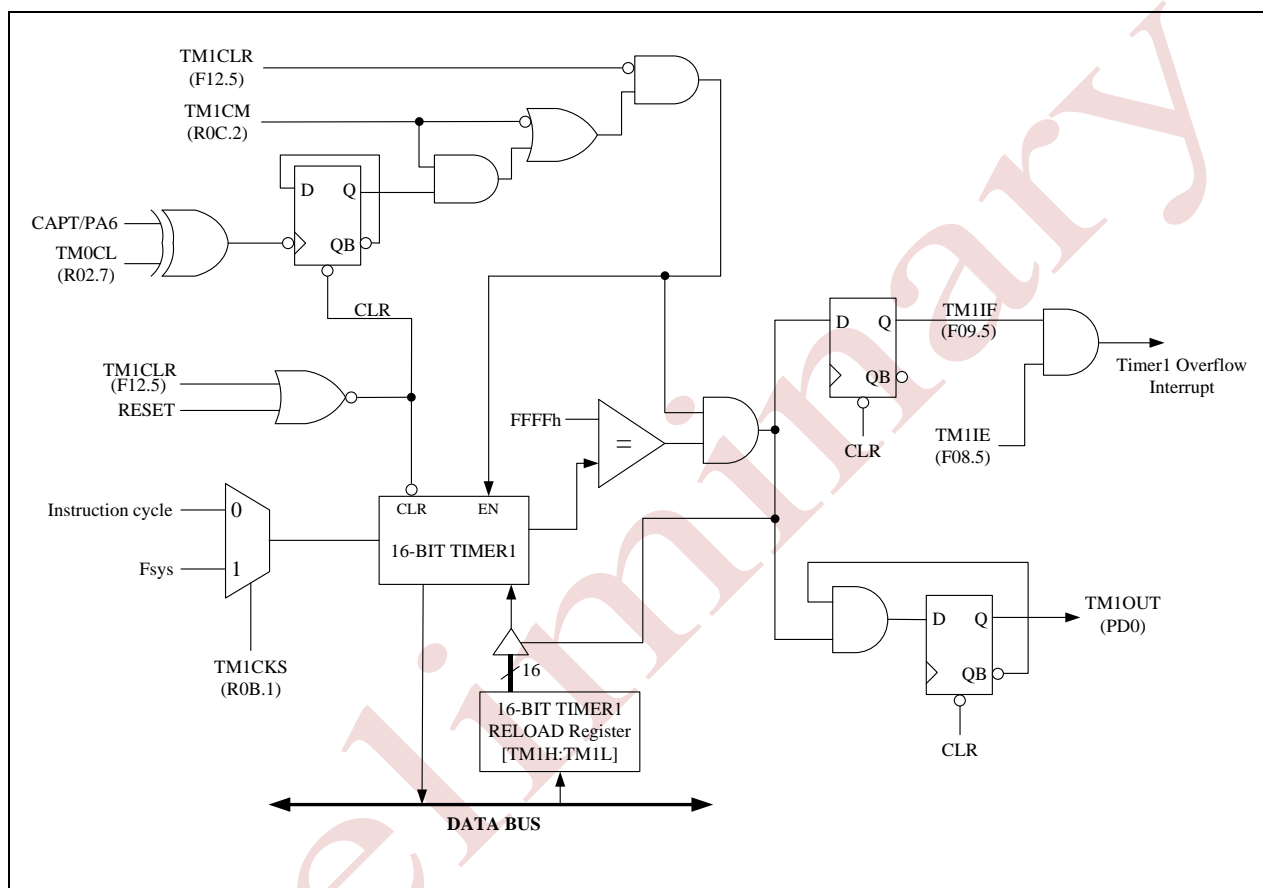 TM1CLR
(F12.5)
TM1CM
(R0C.2)
D
Q
QB
CAPT/PA6
TM0CL
(R02.7)
CLR
TM1CLR
(F12.5)
RESET
D
Q
QB
CLR
TM1IF
(F09.5)
Timer1 Overflow
Interrupt
TM1IE
(F08.5)
FFFFh
=
Instruction cycle
0
Fsys
1
TM1CKS
(R0B.1)
CLR
EN
16-BIT TIMER1
16
16-BIT TIMER1
RELOAD Register
[TM1H:TM1L]
DATA BUS
D
Q
QB
CLR
TM1OUT
(PD0)
eliminary